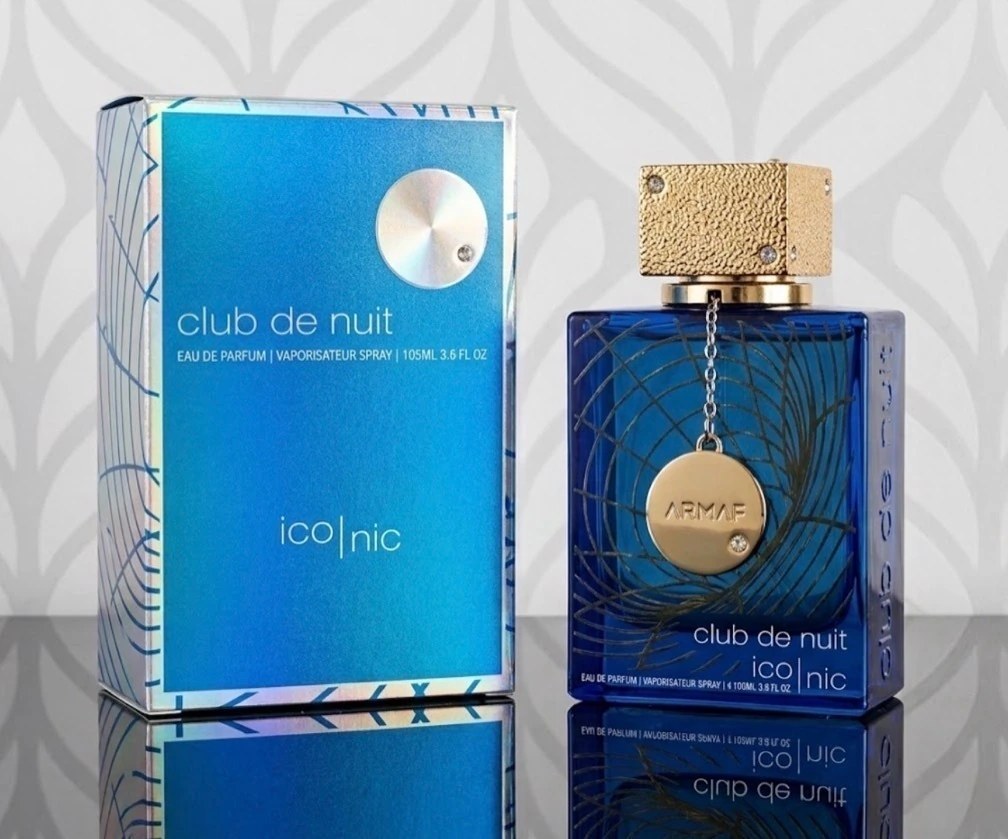 club de nuit
EAU DE PARFUM | VAPORISATEUR SPRAY | 105ML 3.6 FL OZ
ico|nic
ARMAF
club de nuit
ico|nic
EAU DE PARFUM | VAPORISATEUR SPRAY | 100ML 3.6 FL OZ
club de nuit